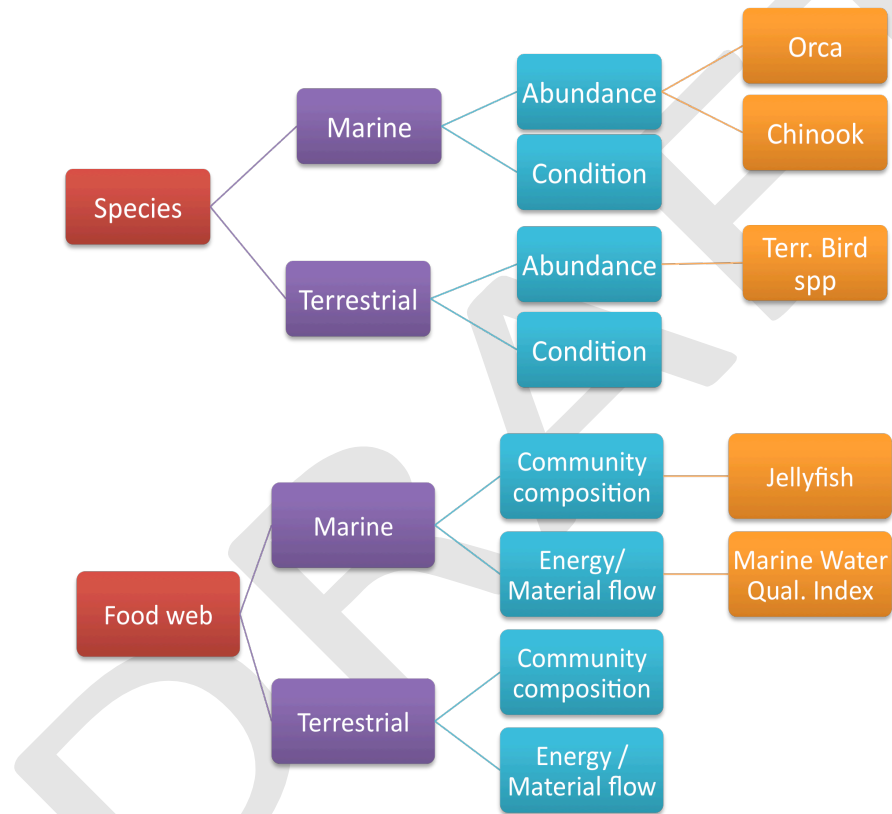 Orca
Abundance
Marine
Chinook
Condition
Species
Abundance
Terr. Bird
spp
Terrestrial
Condition
Community
composition
Jellyfish
Marine
Energy/
Material flow
Marine Water
Qual. Index
Food web
Community
composition
Terrestrial
Energy /
Material flow
DRAFT